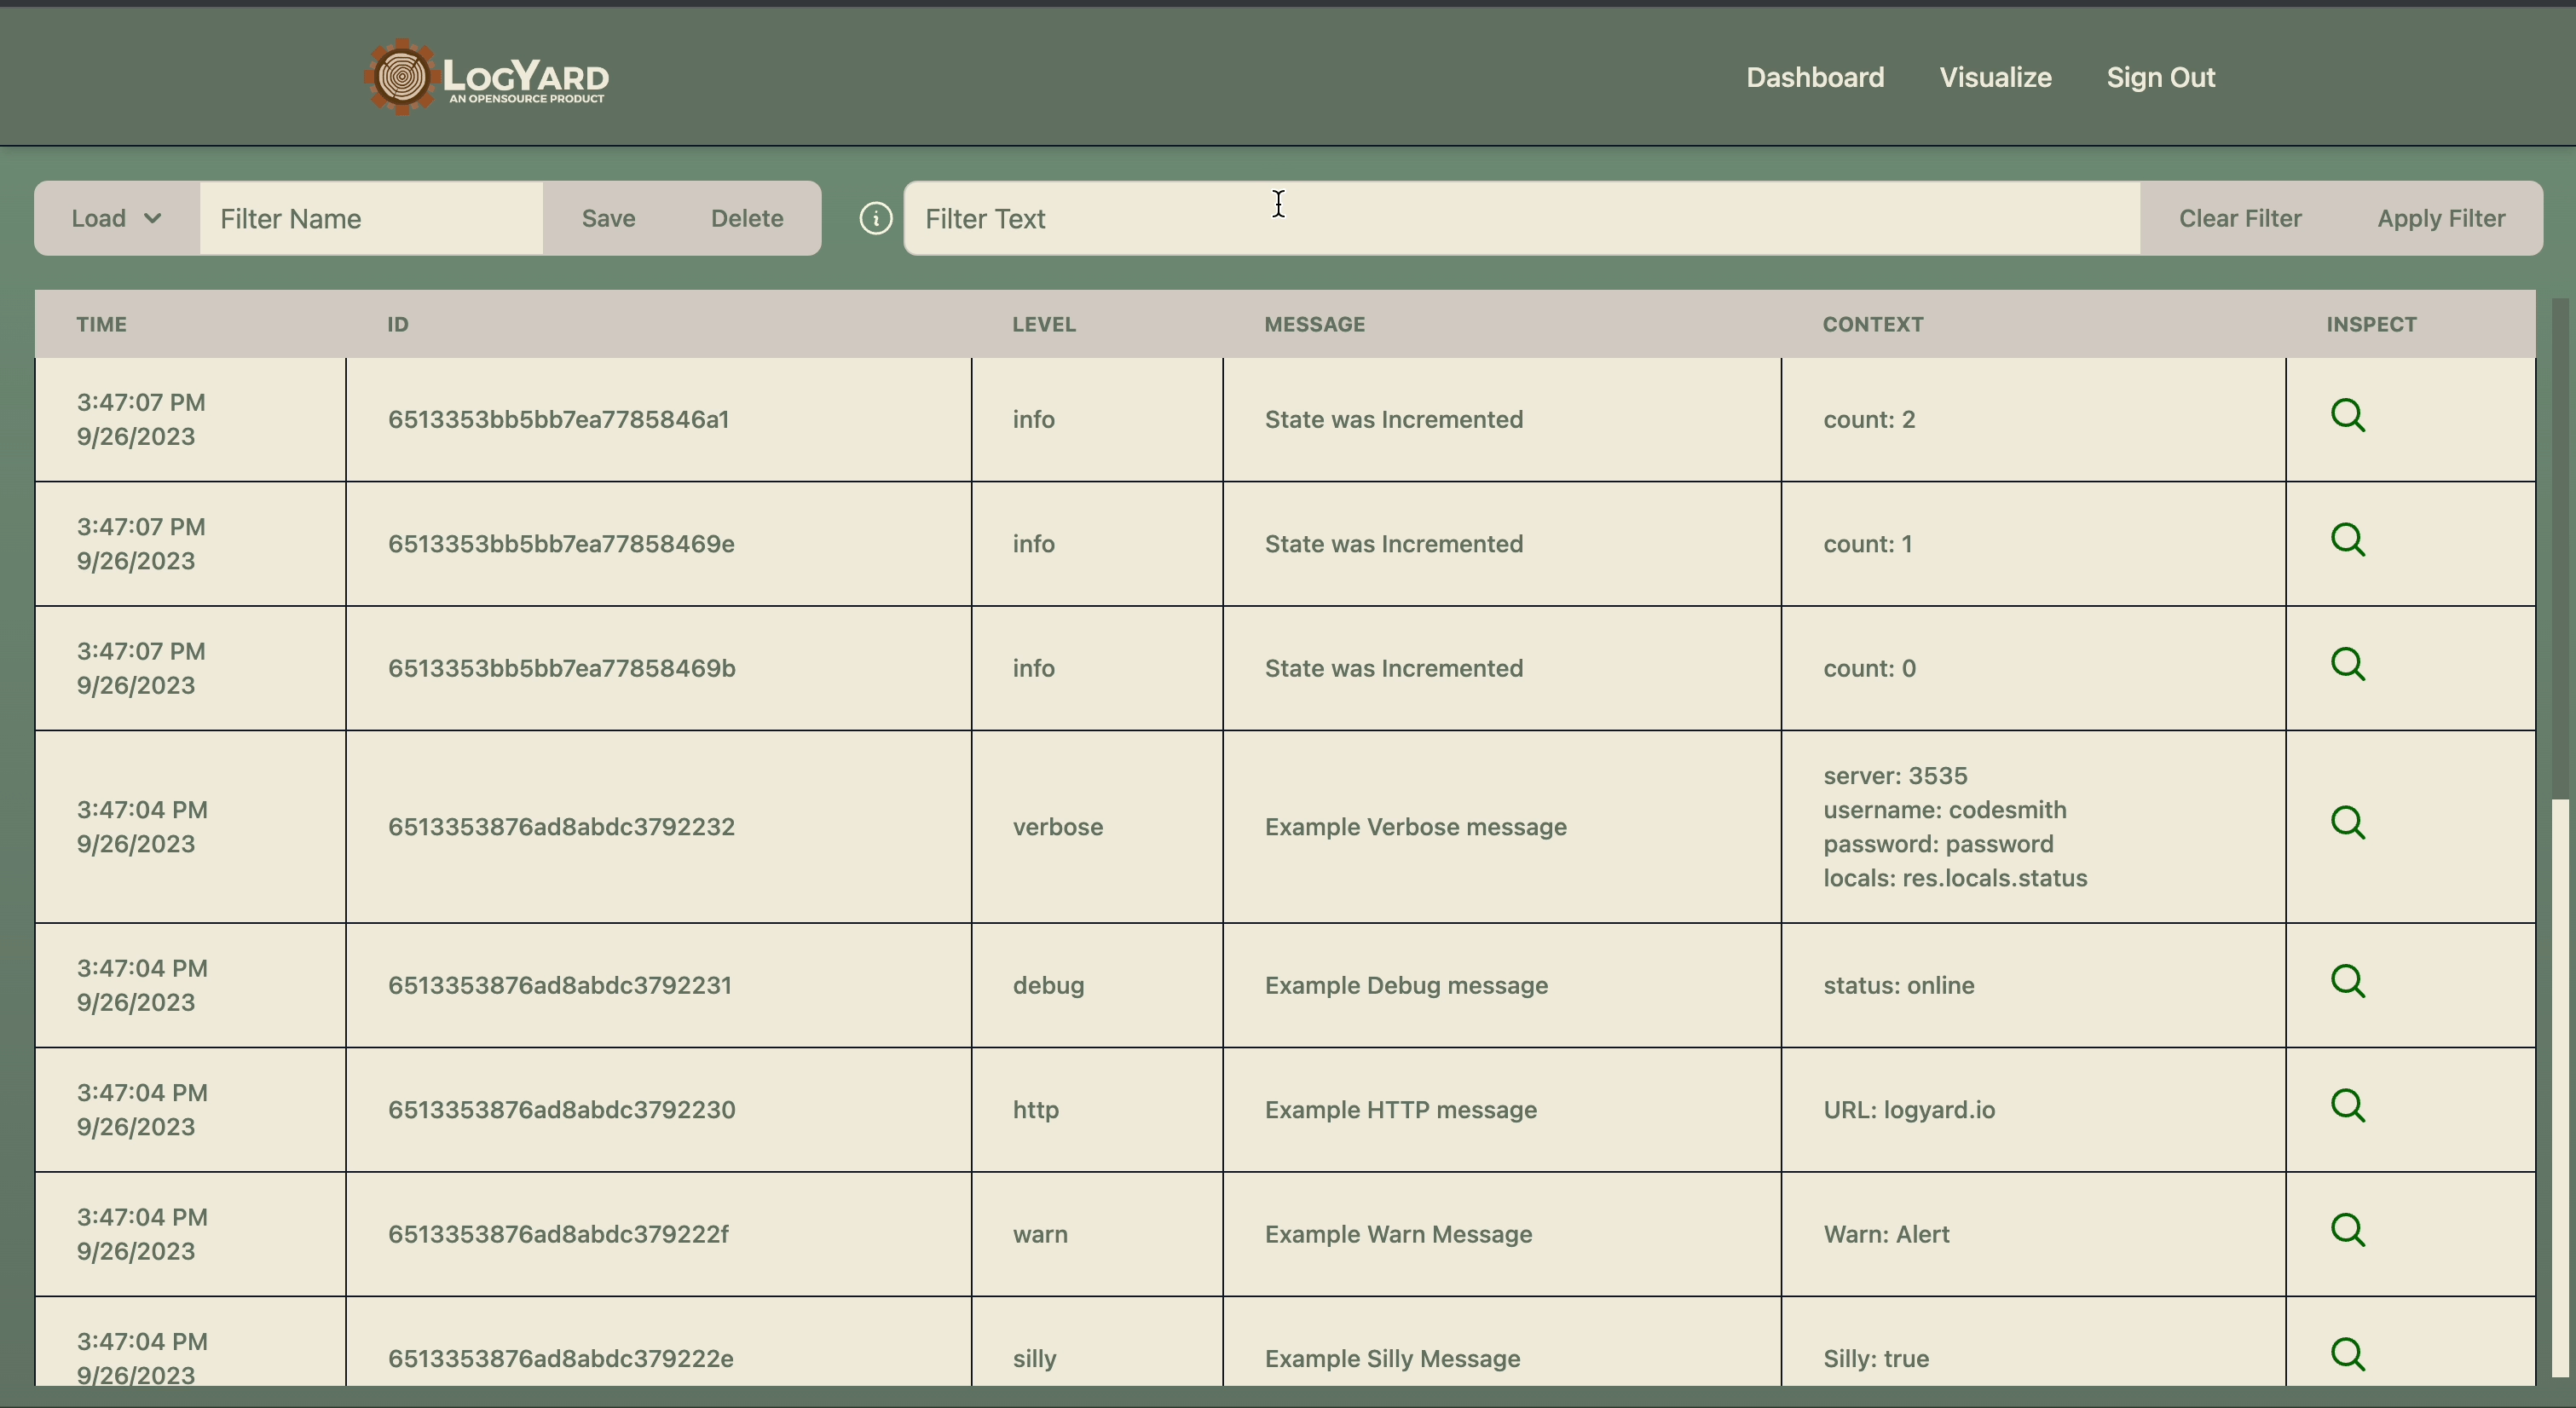 LOGYARD
AN OPENSOURCE PRODUCT
Dashboard Visualize Sign Out
Load Filter Name Save Delete Filter Text Clear Filter Apply Filter
TIME ID LEVEL MESSAGE CONTEXT INSPECT
3:47:07 PM
9/26/2023
6513353bb5bb7ea7785846a1
info
State was Incremented
count: 2
3:47:07 PM
9/26/2023
6513353bb5bb7ea77858469e
info
State was Incremented
count: 1
3:47:07 PM
9/26/2023
6513353bb5bb7ea77858469b
info
State was Incremented
count: 0
3:47:04 PM
9/26/2023
6513353876ad8abdc3792232
verbose
Example Verbose message
server: 3535
username: codesmith
password: password
locals: res.locals.status
3:47:04 PM
9/26/2023
6513353876ad8abdc3792231
debug
Example Debug message
status: online
3:47:04 PM
9/26/2023
6513353876ad8abdc3792230
http
Example HTTP message
URL: logyard.io
3:47:04 PM
9/26/2023
6513353876ad8abdc379222f
warn
Example Warn Message
Warn: Alert
3:47:04 PM
9/26/2023
6513353876ad8abdc379222e
silly
Example Silly Message
Silly: true